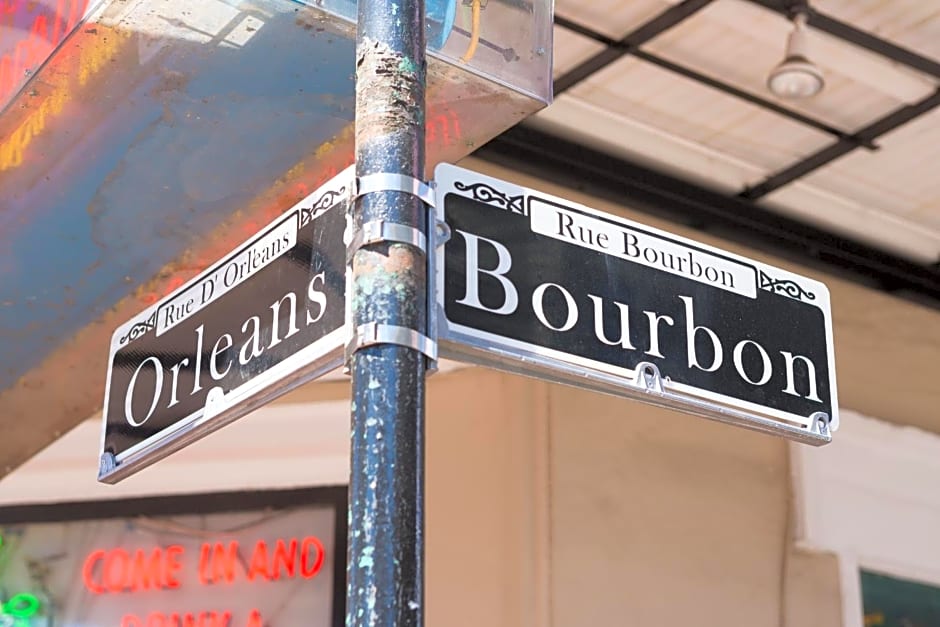 Rue D' Orleans
Orleans
Rue Bourbon
Bourbon
COME IN AND